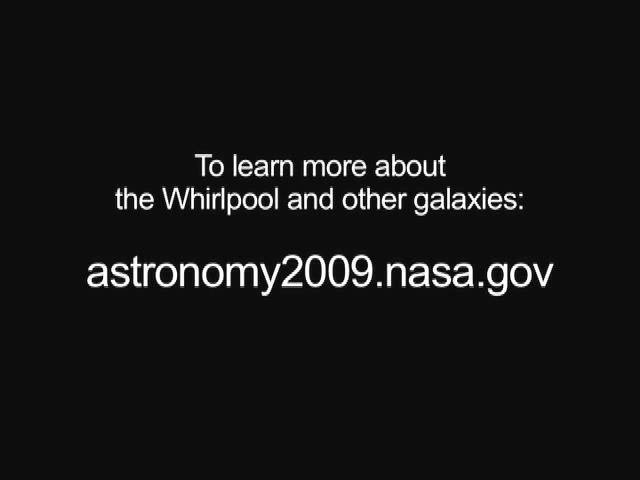 To learn more about
the Whirlpool and other galaxies:
astronomy2009.nasa.gov